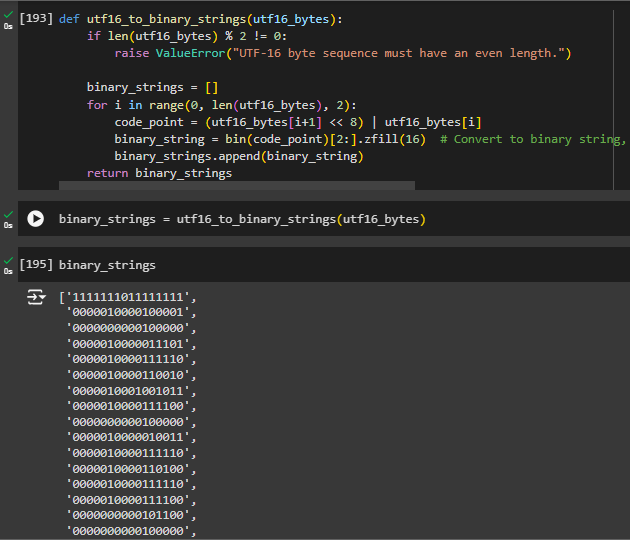 [193] def utf16_to_binary_strings(utf16_bytes):
0s
if len(utf16_bytes) % 2 != 0:
raise ValueError("UTF-16 byte sequence must have an even length.")
binary_strings = []
for i in range(0, len(utf16_bytes), 2):
code_point = (utf16_bytes[i+1] << 8) | utf16_bytes[i]
binary_string = bin(code_point)[2:].zfill(16)  # Convert to binary string,
binary_strings.append(binary_string)
return binary_strings
binary_strings = utf16_to_binary_strings(utf16_bytes)
0s
[195] binary_strings
0s
['1111111011111111',
'0000010000100001',
'0000000000100000',
'0000010000011101',
'0000010000111110',
'0000010000110010',
'0000010001001011',
'0000010000111100',
'0000000000100000',
'0000010000010011',
'0000010000111110',
'0000010000110100',
'0000010000111110',
'0000010000111100',
'0000000000101100',
'0000000000100000',